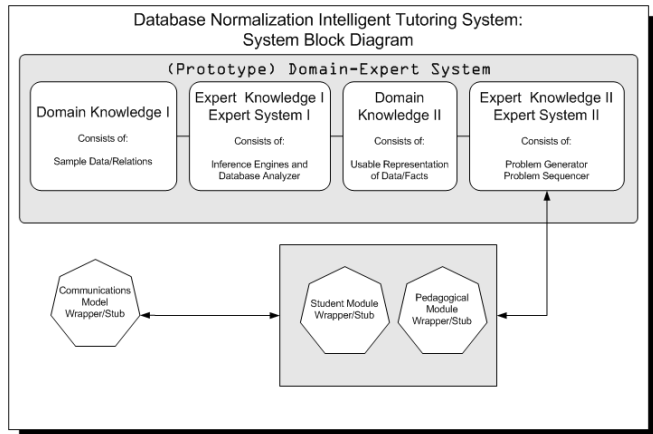 Database Normalization Intelligent Tutoring System:
System Block Diagram
(Prototype) Domain-Expert System
Domain Knowledge I
Consists of:
Sample Data/Relations
Expert Knowledge I
Expert System I
Consists of:
Inference Engines and
Database Analyzer
Domain
Knowledge II
Consists of:
Usable Representation
of Data/Facts
Expert Knowledge II
Expert System II
Consists of:
Problem Generator
Problem Sequencer
Communications
Model
Wrapper/Stub
Student Module
Wrapper/Stub
Pedagogical
Module
Wrapper/Stub